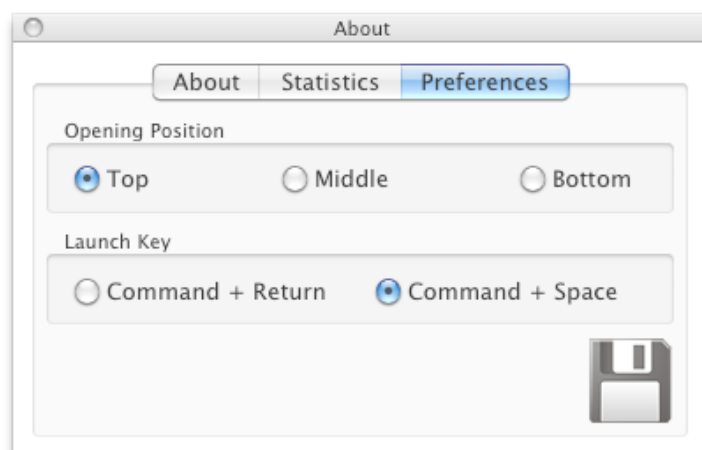 About
About Statistics Preferences
Opening Position
Top Middle Bottom
Launch Key
Command + Return Command + Space